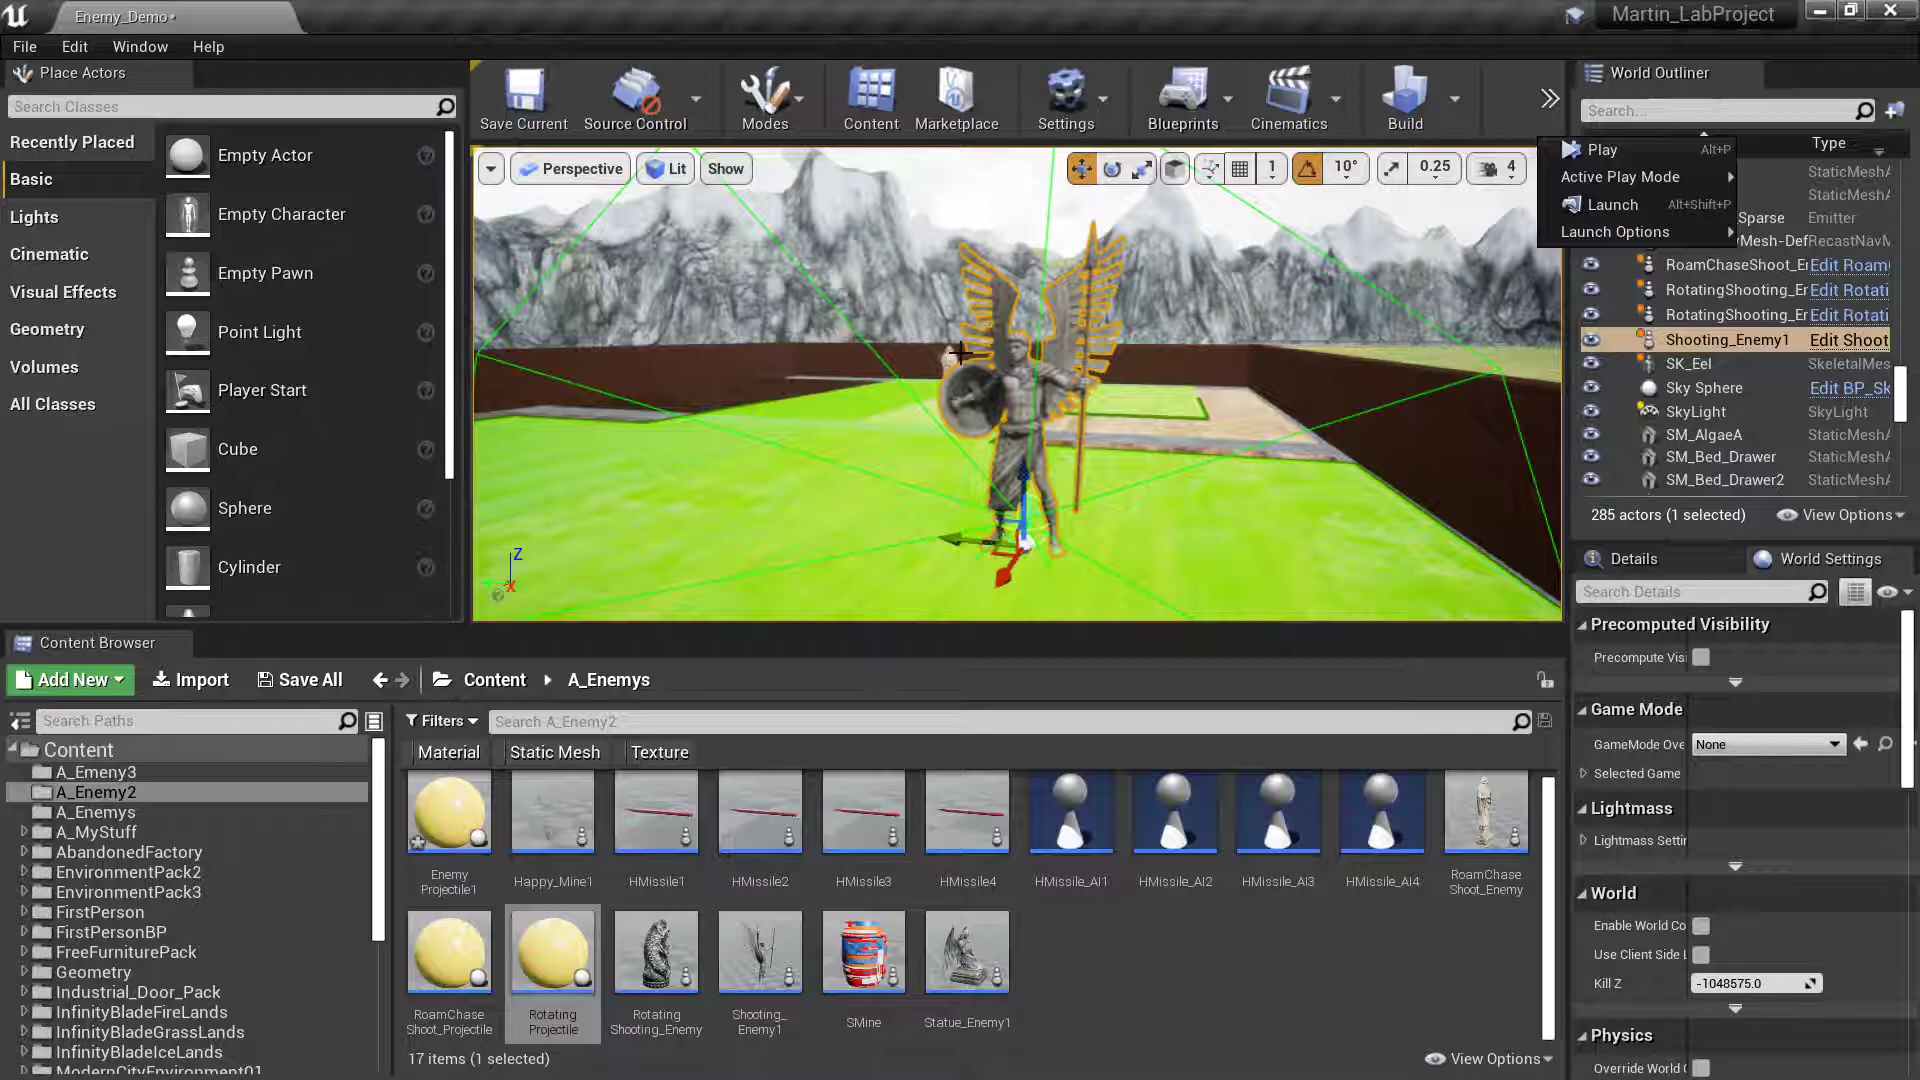 Enemy_Demo*
Martin_LabProject
File Edit Window Help
Place Actors
Search Classes
Recently Placed
Basic
Lights
Cinematic
Visual Effects
Geometry
Volumes
All Classes
Empty Actor
Empty Character
Empty Pawn
Point Light
Player Start
Cube
Sphere
Cylinder
Save Current
Source Control
Modes
Content
Marketplace
Settings
Blueprints
Cinematics
Build
Perspective
Lit
Show
1
10°
0.25
4
Z
X
Play Alt+P
Active Play Mode
Launch Alt+Shift+P
Launch Options
World Outliner
Search...
Type
StaticMeshA
StaticMeshA
Sparse Emitter
Mesh-Def RecastNavM
RoamChaseShoot_Er Edit Roam
RotatingShooting_Er Edit Rotati
RotatingShooting_Er Edit Rotati
Shooting_Enemy1 Edit Shoot
SK_Eel SkeletalMes
Sky Sphere Edit BP_Sk
SkyLight SkyLight
SM_AlgaeA StaticMeshA
SM_Bed_Drawer StaticMeshA
SM_Bed_Drawer2 StaticMeshA
285 actors (1 selected)
View Options
Details
World Settings
Search Details
Precomputed Visibility
Precompute Visi
Game Mode
GameMode Ove None
Selected Game
Lightmass
Lightmass Settir
World
Enable World Co
Use Client Side L
Kill Z -1048575.0
Physics
Override World G
Content Browser
Add New
Import
Save All
Content
A_Enemys
Search Paths
Filters
Search A_Enemy2
Material
Static Mesh
Texture
Content
A_Emeny3
A_Enemy2
A_Enemys
A_MyStuff
AbandonedFactory
EnvironmentPack2
EnvironmentPack3
FirstPerson
FirstPersonBP
FreeFurniturePack
Geometry
Industrial_Door_Pack
InfinityBladeFireLands
InfinityBladeGrassLands
InfinityBladeIceLands
ModernCityEnvironment01
Enemy
Projectile1
Happy_Mine1
HMissile1
HMissile2
HMissile3
HMissile4
HMissile_AI1
HMissile_AI2
HMissile_AI3
HMissile_AI4
RoamChase
Shoot_Enemy
RoamChase
Shoot_Projectile
Rotating
Projectile
Rotating
Shooting_Enemy
Shooting_
Enemy1
SMine
Statue_Enemy1
17 items (1 selected)
View Options